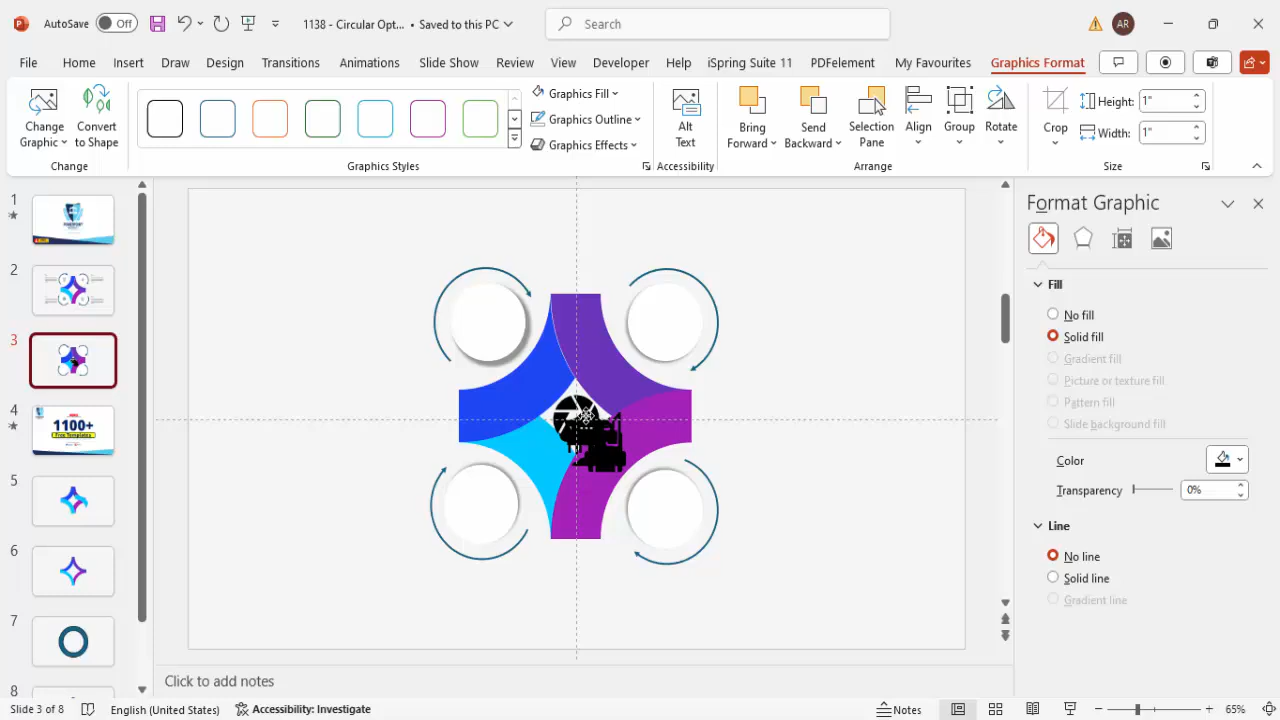 AutoSave Off 1138 - Circular Opt... • Saved to this PC Search AR
File Home Insert Draw Design Transitions Animations Slide Show Review View Developer Help iSpring Suite 11 PDFelement My Favourites Graphics Format
Change Graphic
Convert to Shape
Change
Graphics Fill
Graphics Outline
Graphics Effects
Graphics Styles
Alt Text
Accessibility
Bring Forward
Send Backward
Selection Pane
Align
Group
Rotate
Arrange
Crop
Height: 1"
Width: 1"
Size
1
2
3
4
1100+
5
6
7
8
Format Graphic
Fill
No fill
Solid fill
Gradient fill
Picture or texture fill
Pattern fill
Slide background fill
Color
Transparency 0%
Line
No line
Solid line
Gradient line
Click to add notes
Slide 3 of 8 English (United States) Accessibility: Investigate Notes 65%